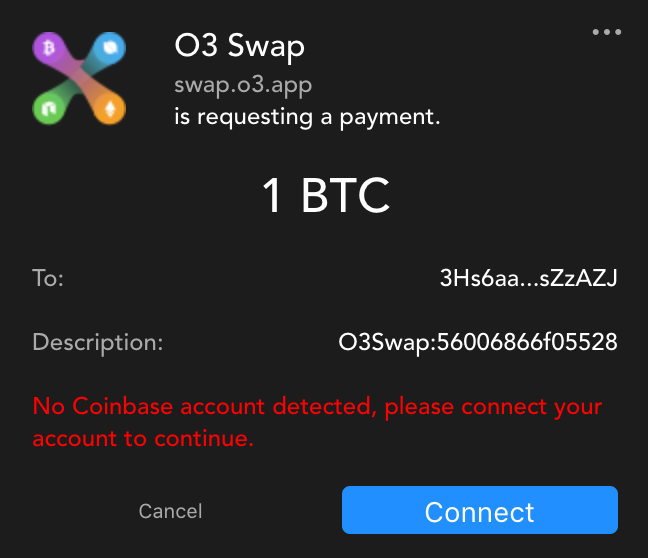 O3 Swap
swap.o3.app
is requesting a payment.
1 BTC
To: 3Hs6aa...sZzAZJ
Description: O3Swap:56006866f05528
No Coinbase account detected, please connect your
account to continue.
Cancel Connect